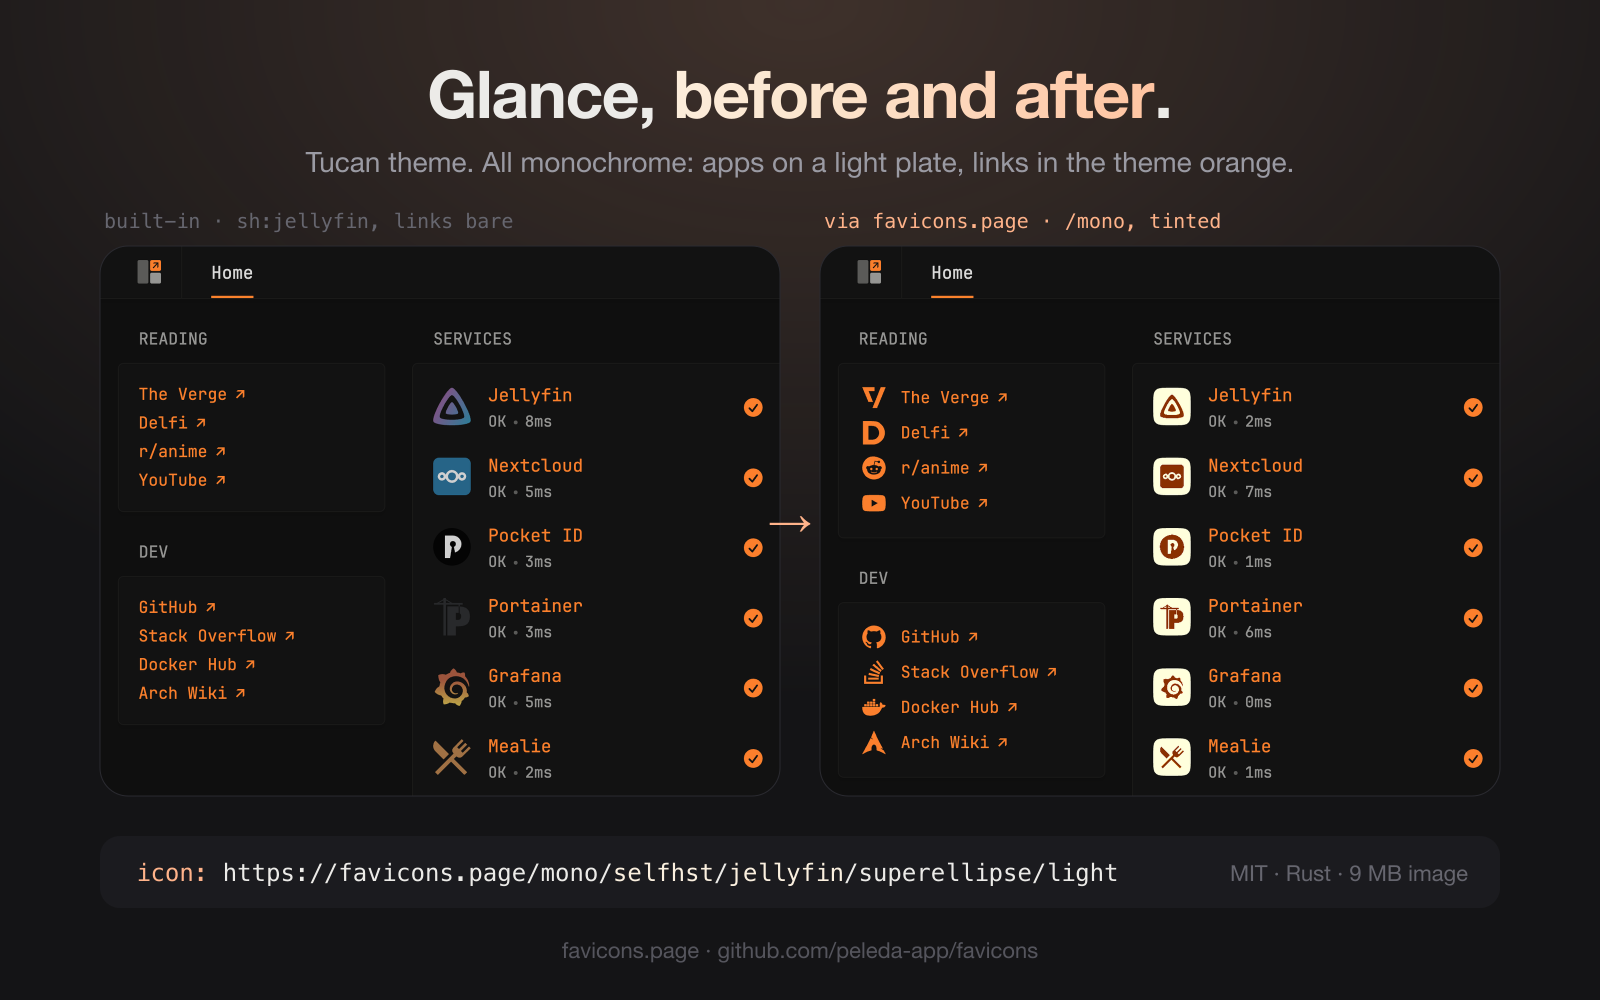 Glance, before and after.
Tucan theme. All monochrome: apps on a light plate, links in the theme orange.
built-in · sh:jellyfin, links bare
Home
READING
The Verge ↗
Delfi ↗
r/anime ↗
YouTube ↗
DEV
GitHub ↗
Stack Overflow ↗
Docker Hub ↗
Arch Wiki ↗
SERVICES
Jellyfin
OK • 8ms
Nextcloud
OK • 5ms
Pocket ID
OK • 3ms
Portainer
OK • 3ms
Grafana
OK • 5ms
Mealie
OK • 2ms
→
via favicons.page · /mono, tinted
Home
READING
The Verge ↗
Delfi ↗
r/anime ↗
YouTube ↗
DEV
GitHub ↗
Stack Overflow ↗
Docker Hub ↗
Arch Wiki ↗
SERVICES
Jellyfin
OK • 2ms
Nextcloud
OK • 7ms
Pocket ID
OK • 1ms
Portainer
OK • 6ms
Grafana
OK • 0ms
Mealie
OK • 1ms
icon: https://favicons.page/mono/selfhst/jellyfin/superellipse/light
MIT · Rust · 9 MB image
favicons.page · github.com/peleda-app/favicons